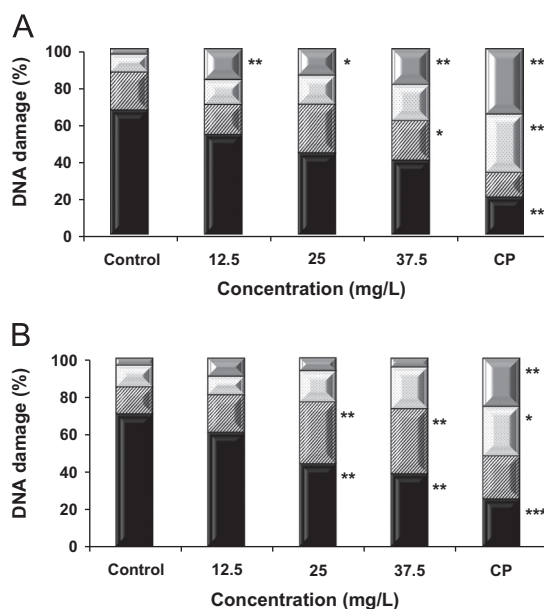 A
DNA damage (%)
100
80
60
40
20
0
** * ** **
* **
**
Control 12.5 25 37.5 CP
Concentration (mg/L)
B
DNA damage (%)
100
80
60
40
20
0
**
** ** *
** ** ***
Control 12.5 25 37.5 CP
Concentration (mg/L)